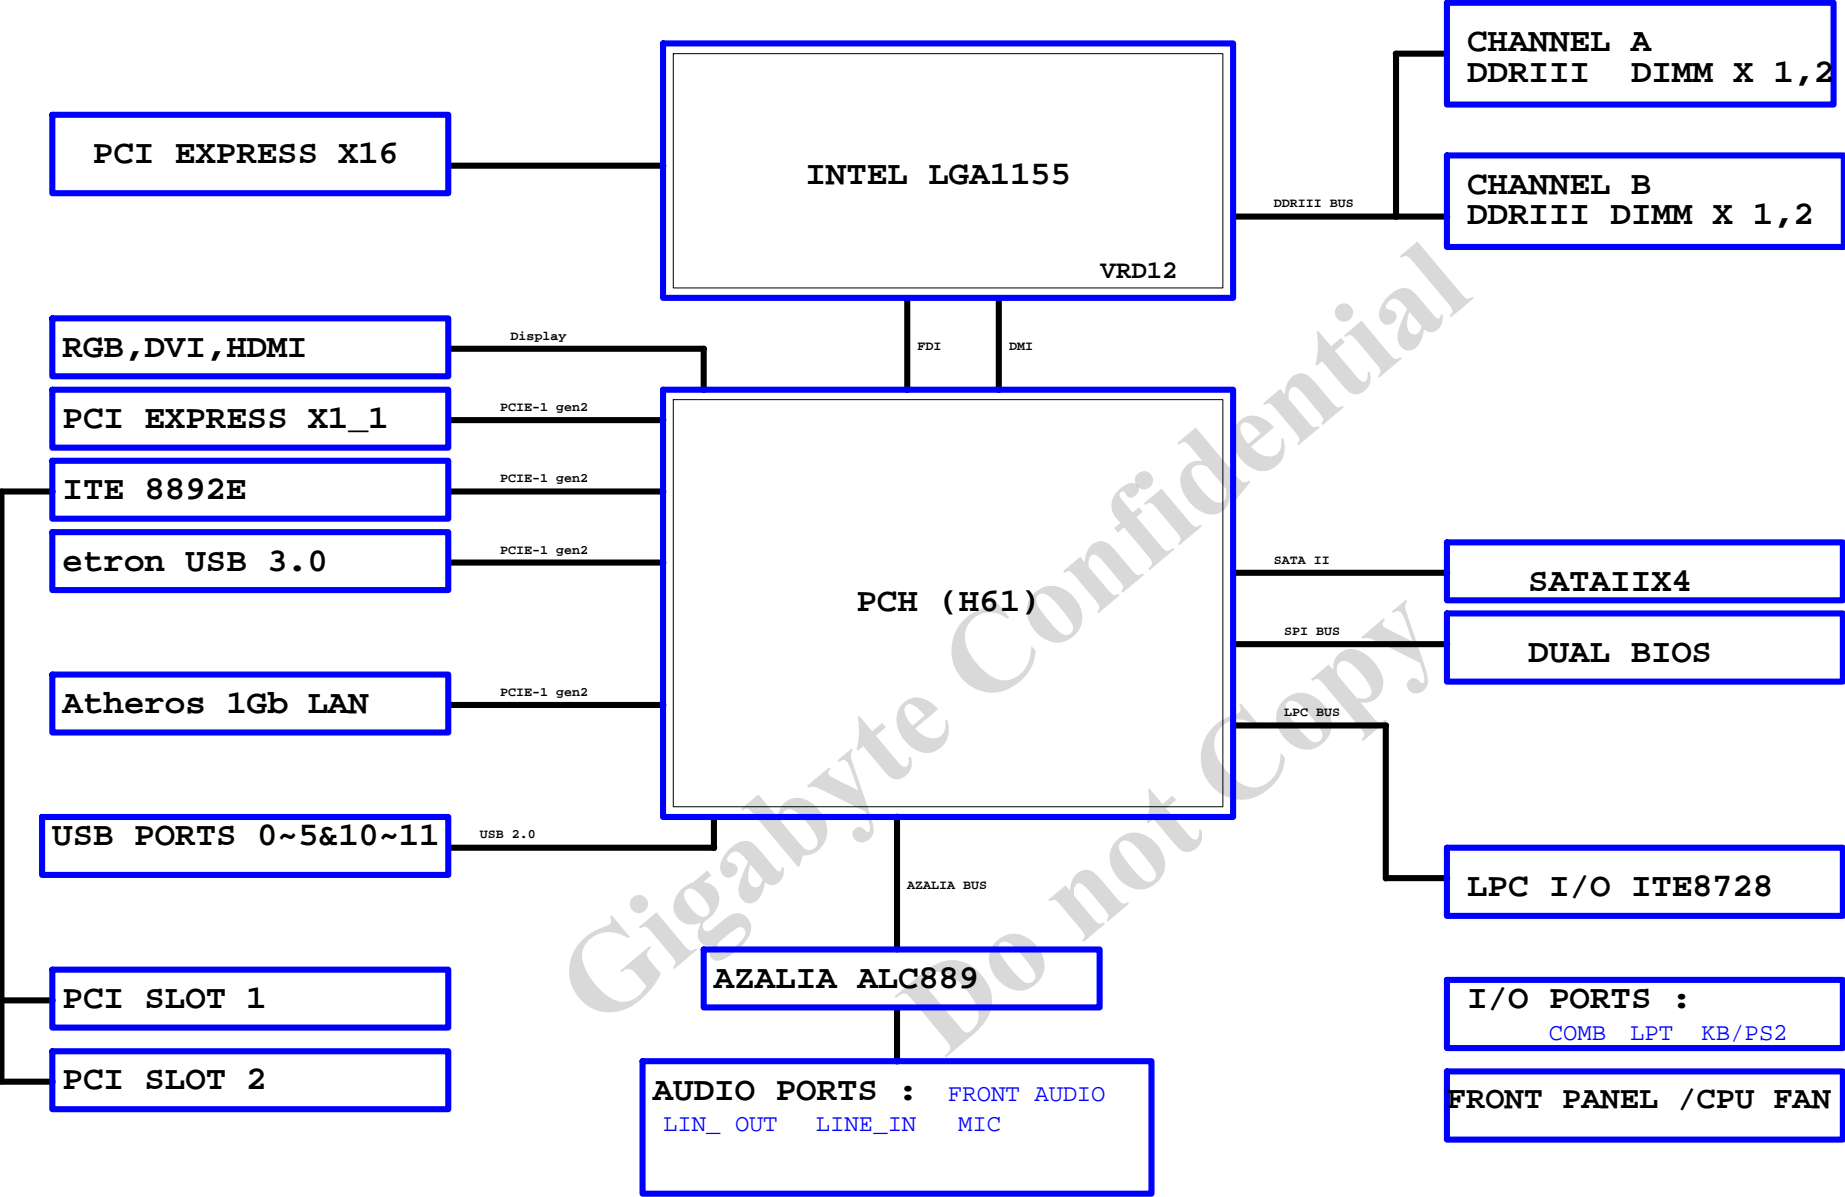 CHANNEL A
DDRIII DIMM X 1,2
PCI EXPRESS X16
INTEL LGA1155
CHANNEL B
DDRIII DIMM X 1,2
DDRIII BUS
VRD12
RGB,DVI,HDMI
Display
FDI
DMI
PCI EXPRESS X1_1
PCIE-1 gen2
ITE 8892E
PCIE-1 gen2
etron USB 3.0
PCIE-1 gen2
PCH (H61)
SATA II
SATAIIX4
SPI BUS
DUAL BIOS
Atheros 1Gb LAN
PCIE-1 gen2
LPC BUS
USB PORTS 0~5&10~11
USB 2.0
AZALIA BUS
LPC I/O ITE8728
AZALIA ALC889
PCI SLOT 1
I/O PORTS :
COMB LPT KB/PS2
PCI SLOT 2
AUDIO PORTS : FRONT AUDIO
LIN_ OUT LINE_IN MIC
FRONT PANEL /CPU FAN
Gigabyte Confidential
Do not Copy